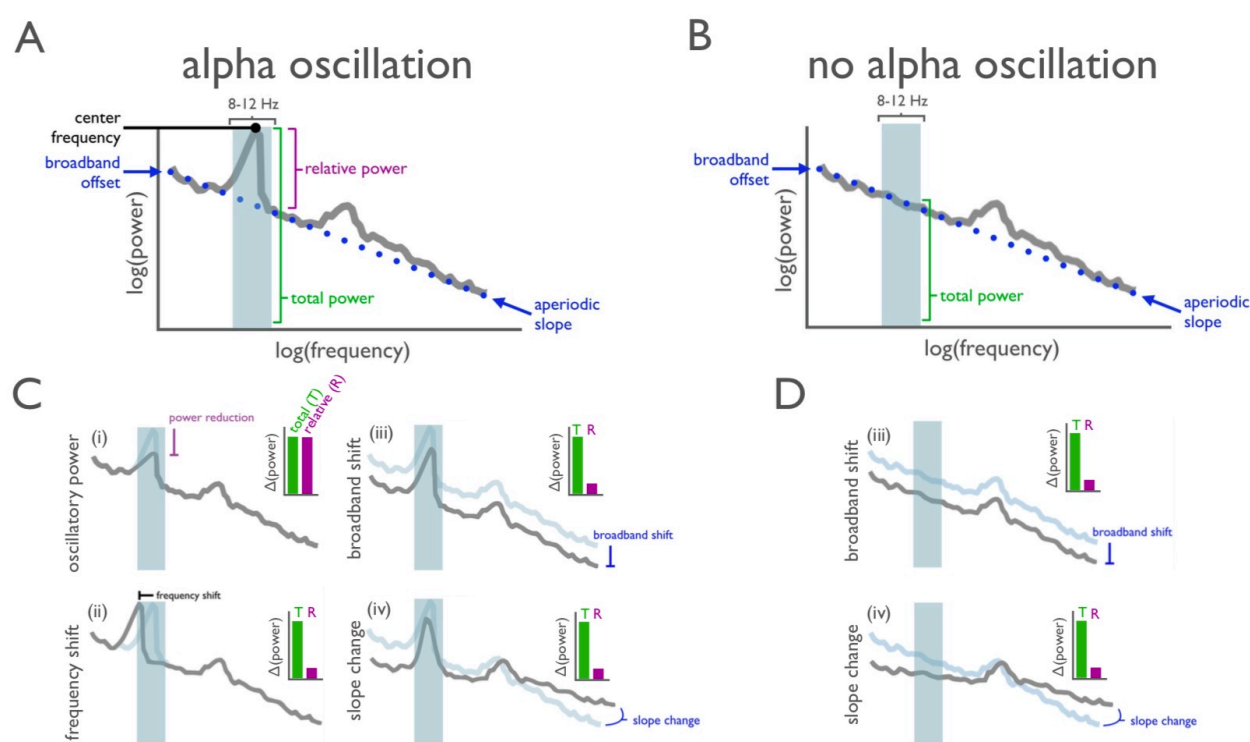 A
alpha oscillation
8-12 Hz
center
frequency
broadband
offset
relative power
total power
aperiodic
slope
log(power)
log(frequency)
B
no alpha oscillation
8-12 Hz
broadband
offset
total power
aperiodic
slope
log(power)
log(frequency)
C
(i)
oscillatory power
power reduction
total (T)
relative (R)
Δ(power)
(iii)
broadband shift
T R
Δ(power)
broadband shift
(ii)
frequency shift
frequency shift
T R
Δ(power)
(iv)
slope change
T R
Δ(power)
slope change
D
(iii)
broadband shift
T R
Δ(power)
broadband shift
(iv)
slope change
T R
Δ(power)
slope change